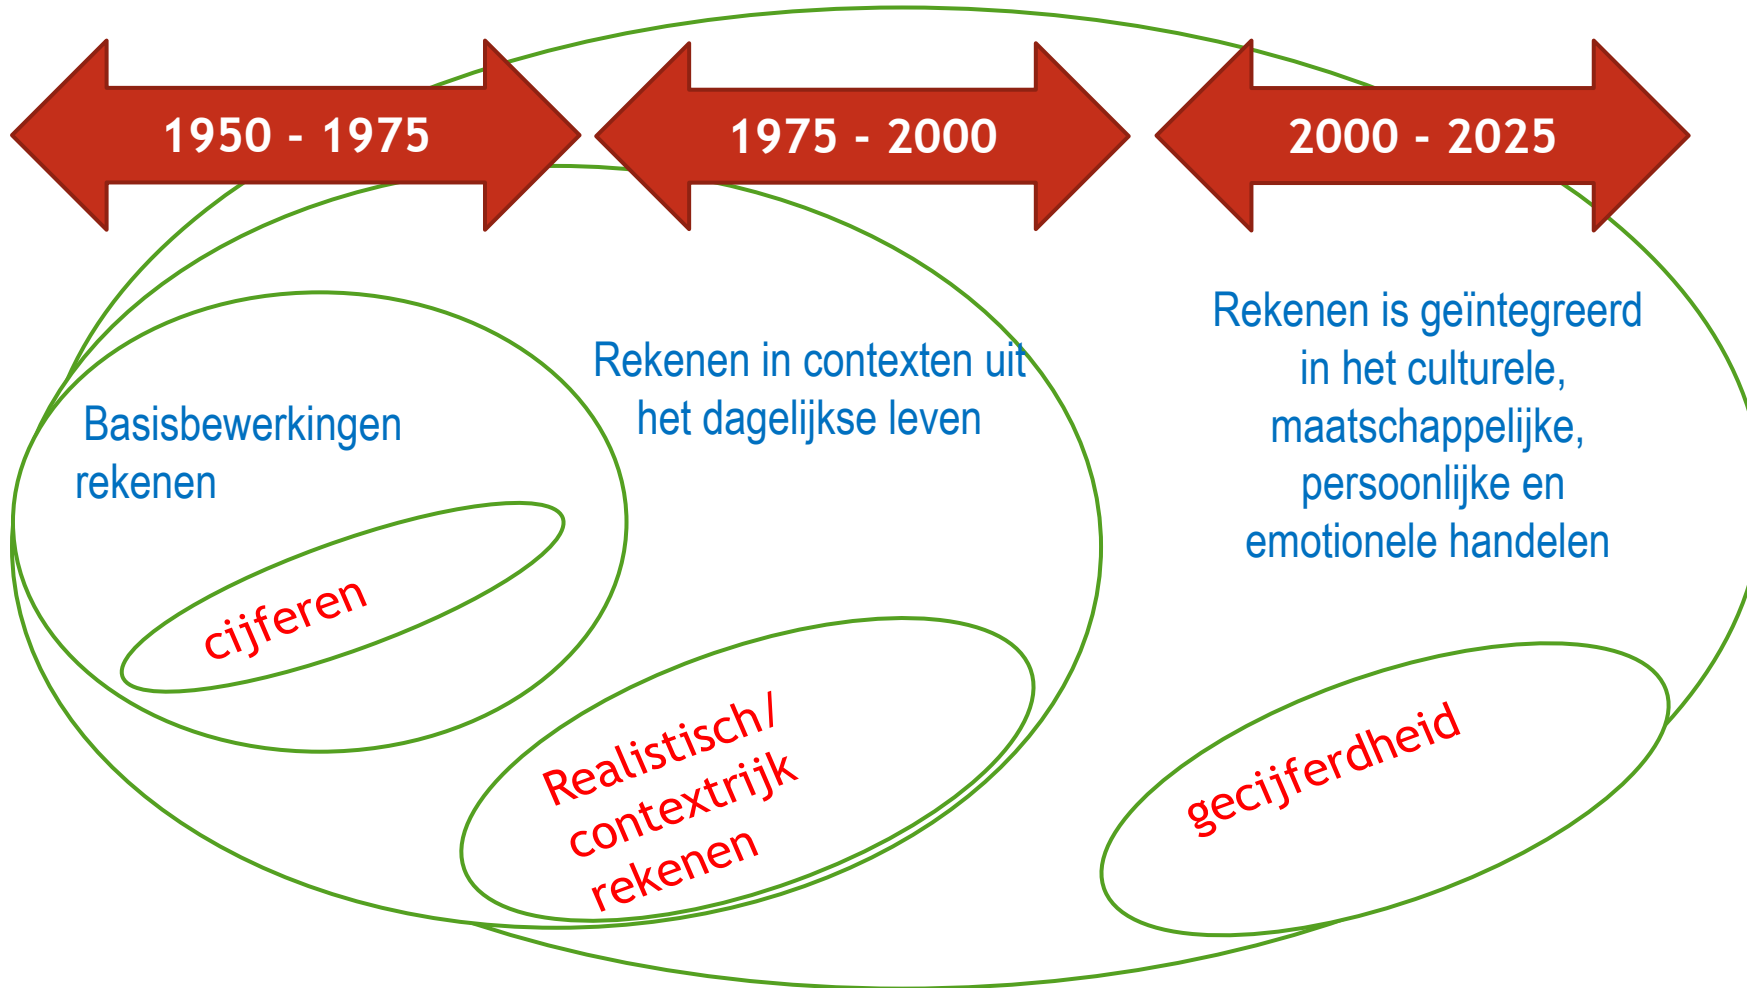 1950 - 1975
1975 - 2000
2000 - 2025
Basisbewerkingen
rekenen
cijferen
Rekenen in contexten uit
het dagelijkse leven
Realistisch/
contextrijk
rekenen
Rekenen is geïntegreerd
in het culturele,
maatschappelijke,
persoonlijke en
emotionele handelen
gecijferdheid